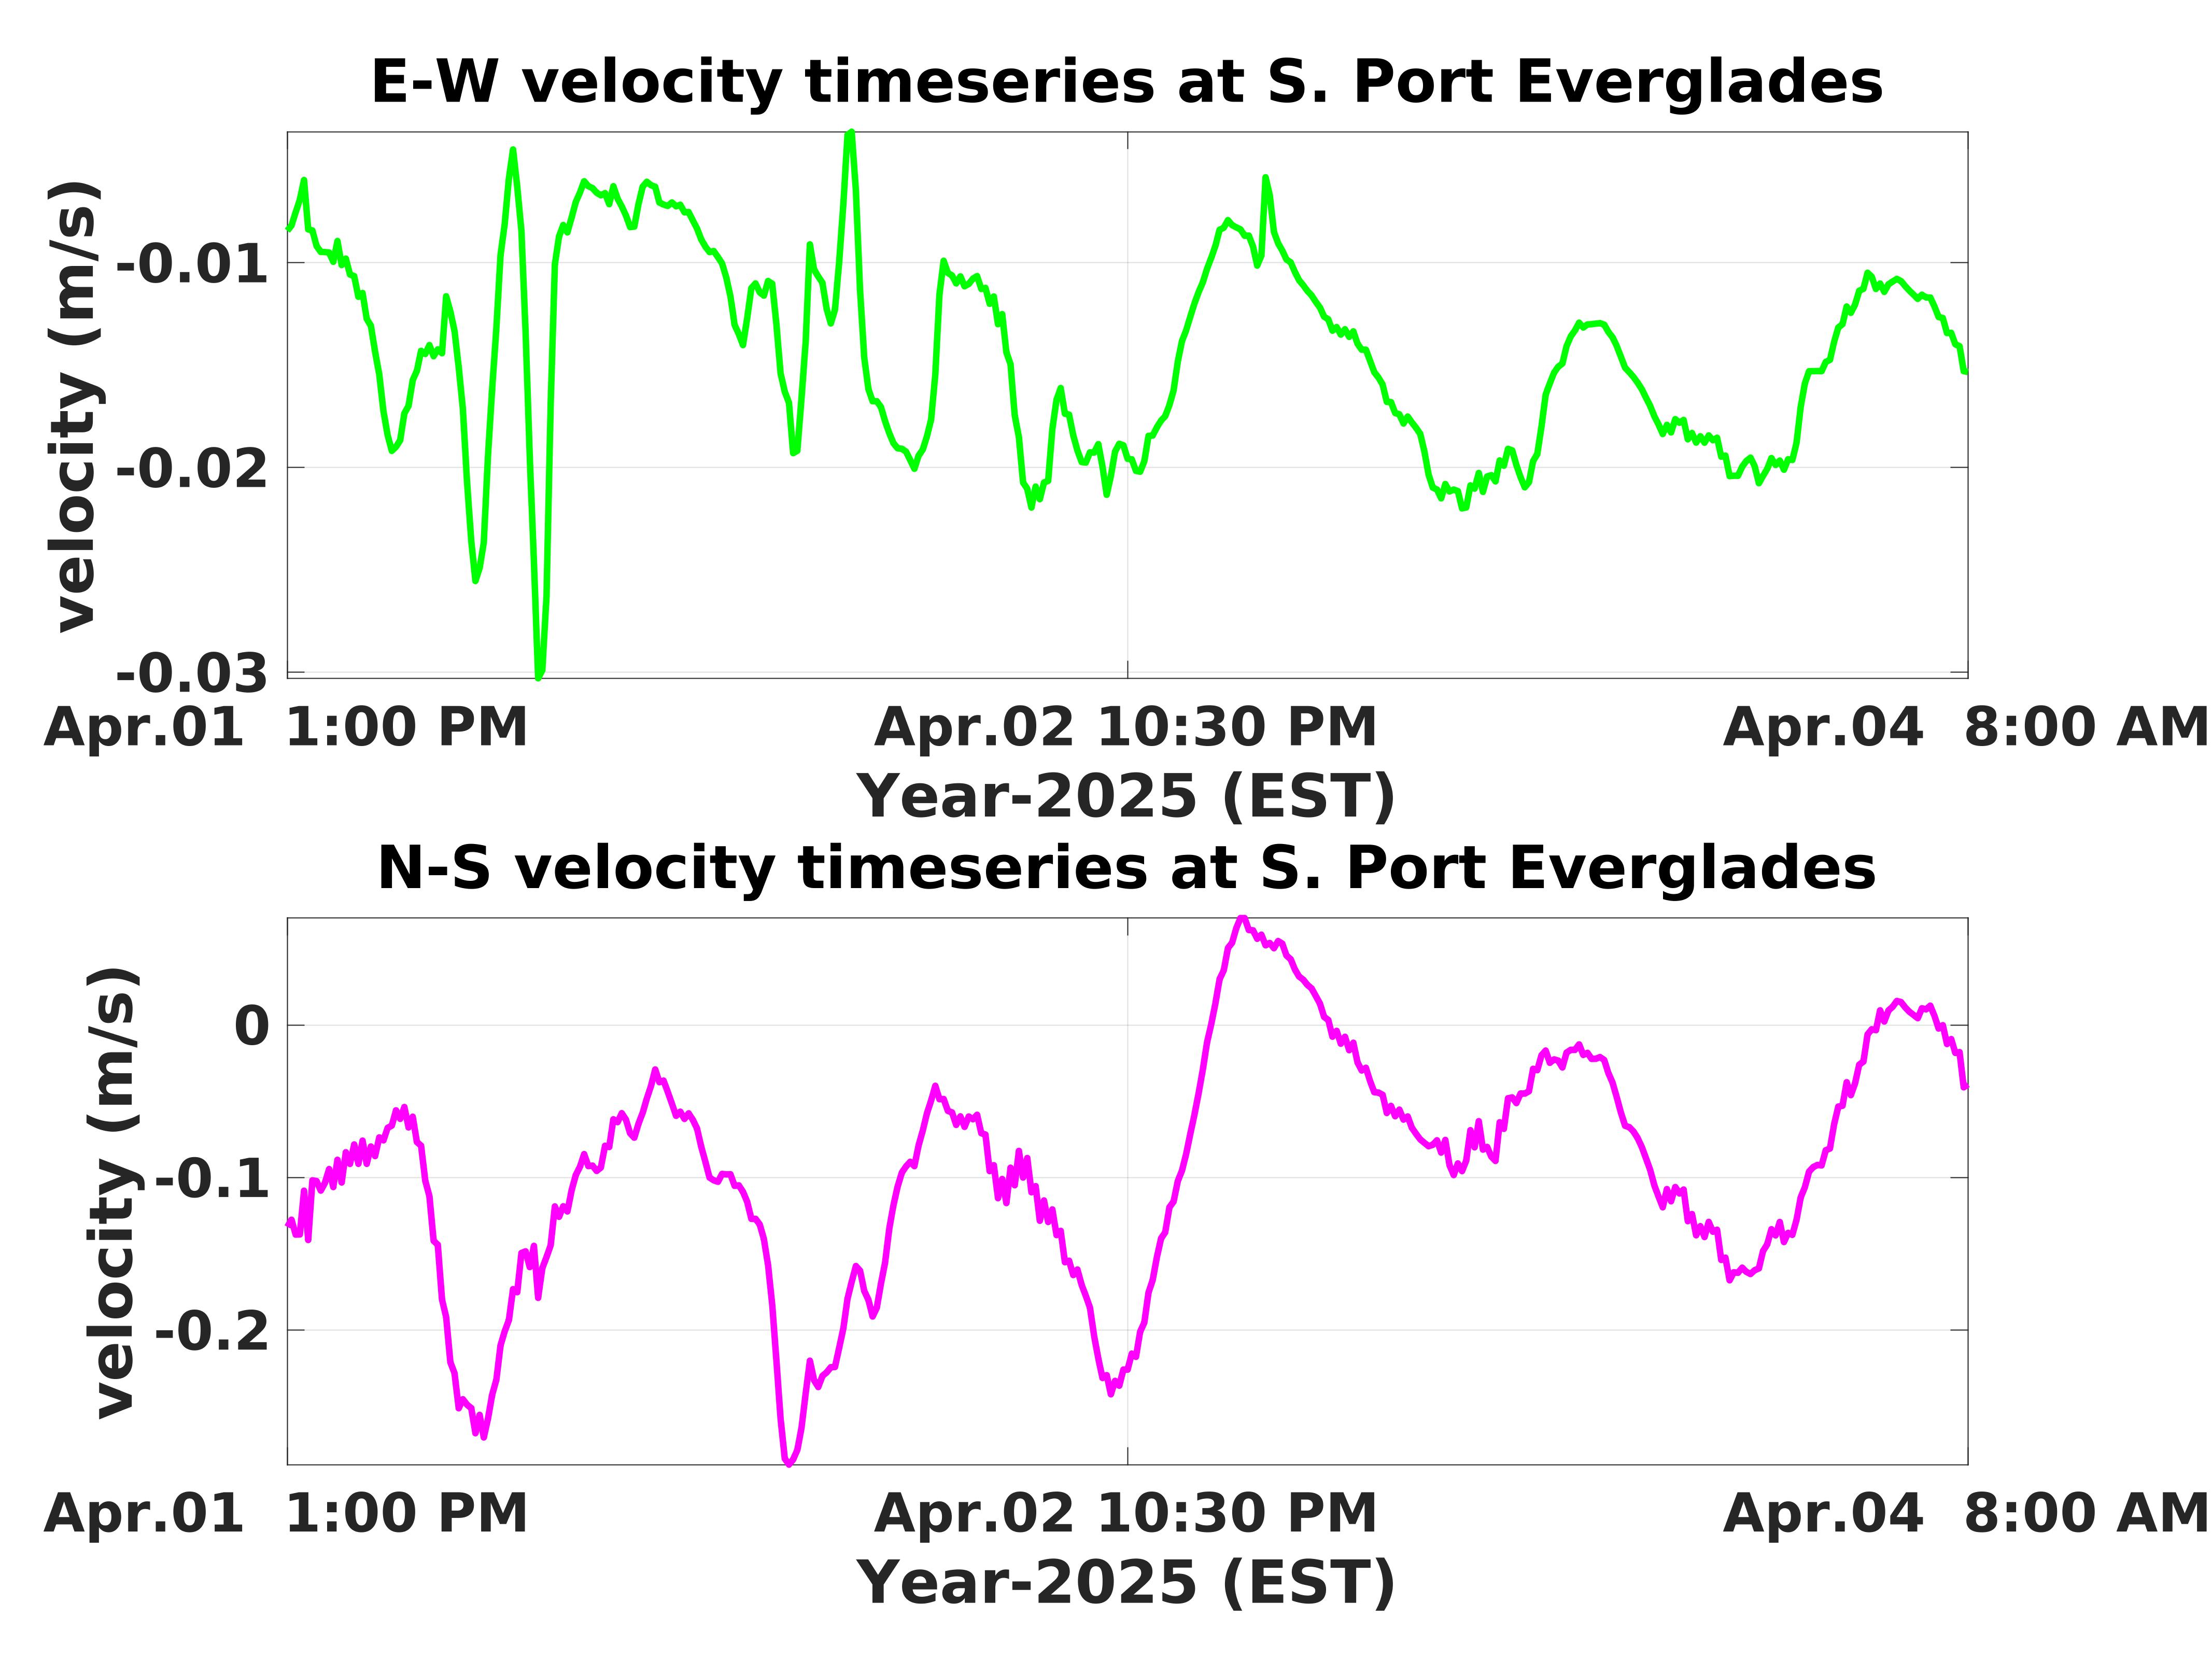 E-W velocity timeseries at S. Port Everglades
velocity (m/s)
-0.01
-0.02
-0.03
Apr.01  1:00 PM Apr.02 10:30 PM Apr.04  8:00 AM
Year-2025 (EST)
N-S velocity timeseries at S. Port Everglades
velocity (m/s)
0
-0.1
-0.2
Apr.01  1:00 PM Apr.02 10:30 PM Apr.04  8:00 AM
Year-2025 (EST)